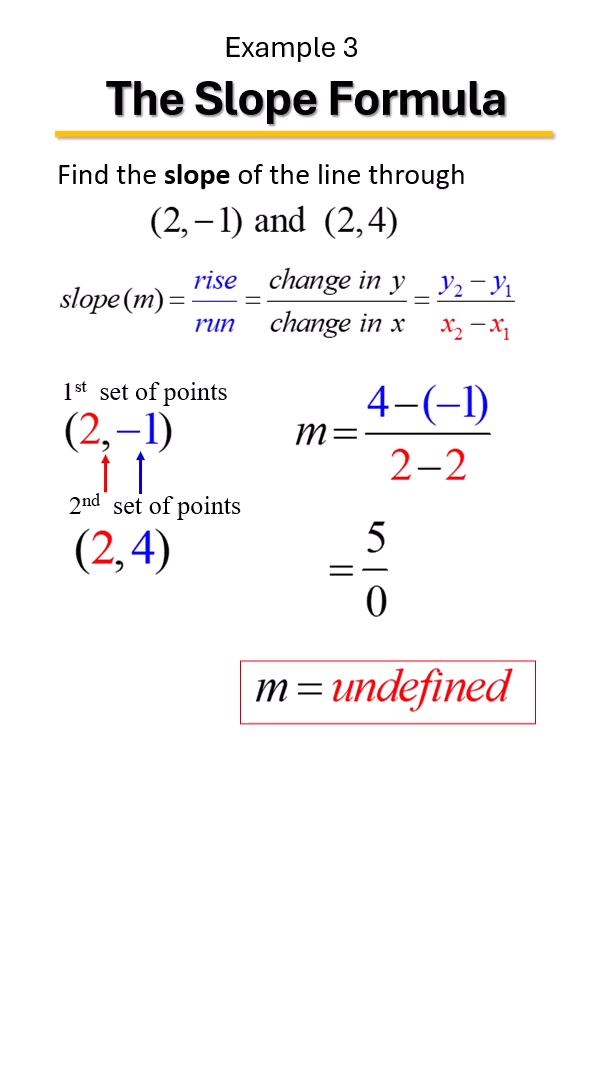 Example 3
The Slope Formula
Find the slope of the line through
(2, −1) and (2, 4)
slope(m) = rise/run = change in y/change in x = y₂ − y₁/x₂ − x₁
1st set of points
(2, −1)
m = 4 − (−1)/2 − 2
2nd set of points
(2, 4)
= 5/0
m = undefined